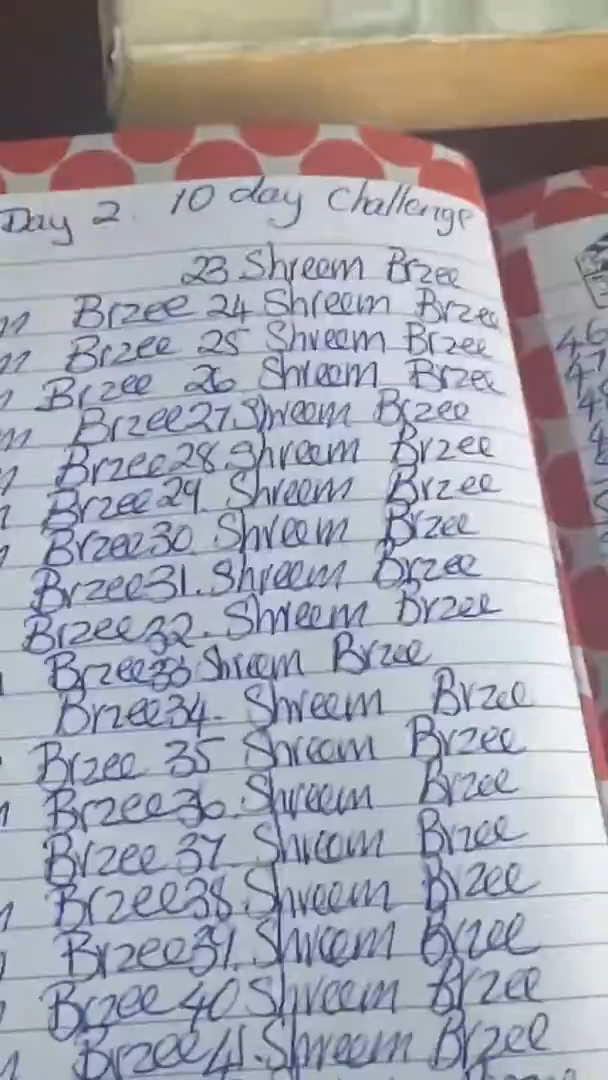 Day 2. 10 day challenge
23 Shreem Brzee
Brzee 24 Shreem Brzee
Brzee 25 Shreem Brzee
Brzee 26 Shreem Brzee
Brzee 27 Shreem Brzee
Brzee 28. Shreem Brzee
Brzee 29. Shreem Brzee
Brzee 30. Shreem Brzee
Brzee 31. Shreem Brzee
Brzee 32. Shreem Brzee
Brzee 33 Shreem Brzee
Brzee 34. Shreem Brzee
Brzee 35 Shreem Brzee
Brzee 36. Shreem Brzee
Brzee 37 Shreem Brzee
Brzee 38. Shreem Brzee
Brzee 39. Shreem Brzee
Brzee 40 Shreem Brzee
Brzee 41. Shreem Brzee
46
47